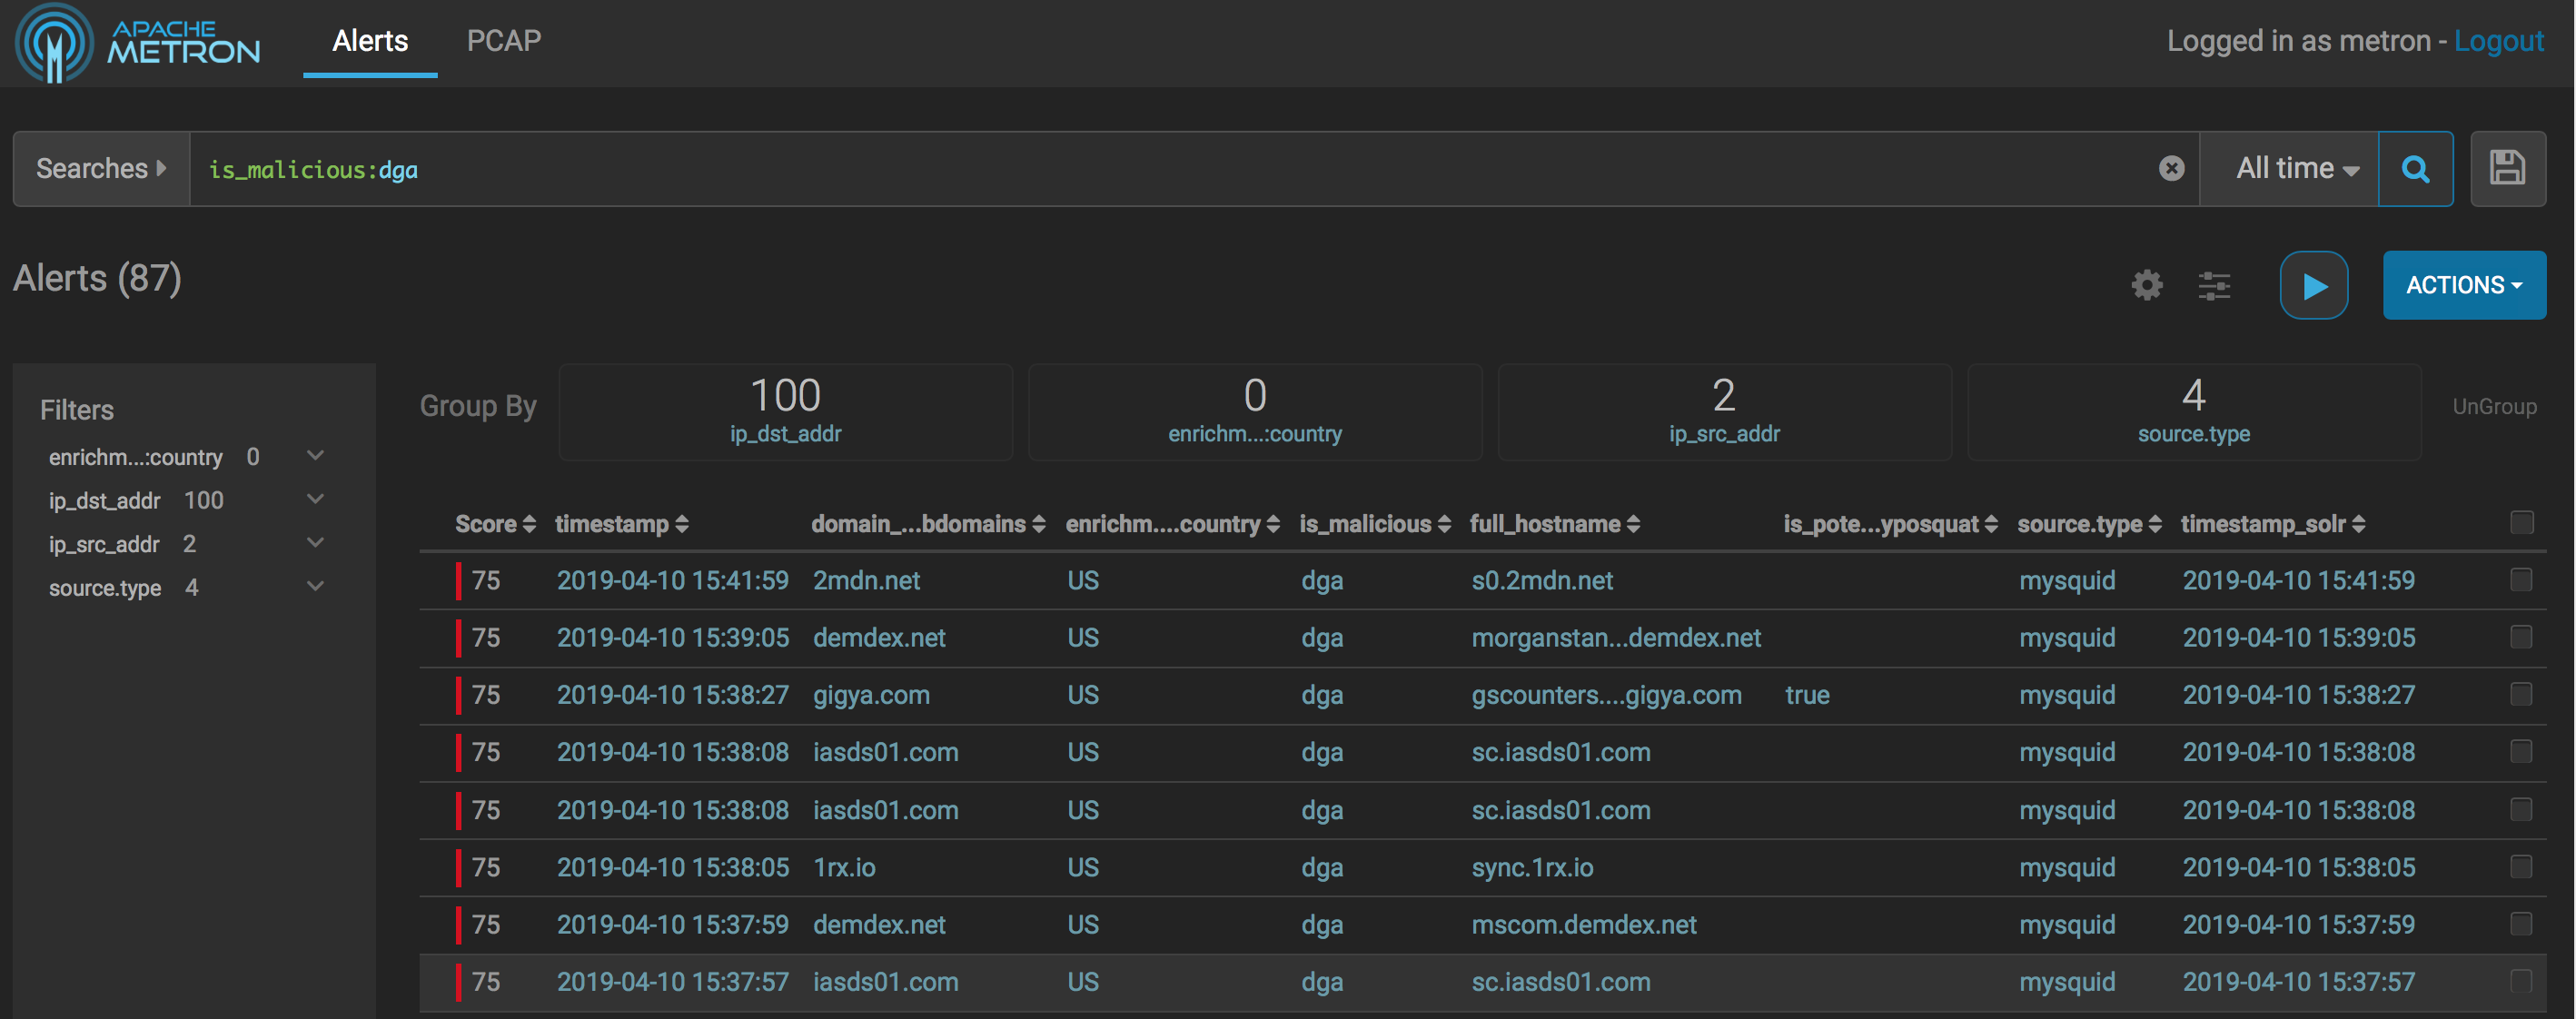 APACHE
METRON
Alerts PCAP Logged in as metron - Logout
Searches is_malicious:dga All time
Alerts (87) ACTIONS
Filters
enrichm...:country 0
ip_dst_addr 100
ip_src_addr 2
source.type 4
Group By 100 0 2 4 UnGroup
ip_dst_addr enrichm...:country ip_src_addr source.type
Score timestamp domain_...bdomains enrichm....country is_malicious full_hostname is_pote...yposquat source.type timestamp_solr
75 2019-04-10 15:41:59 2mdn.net US dga s0.2mdn.net mysquid 2019-04-10 15:41:59
75 2019-04-10 15:39:05 demdex.net US dga morganstan...demdex.net mysquid 2019-04-10 15:39:05
75 2019-04-10 15:38:27 gigya.com US dga gscounters....gigya.com true mysquid 2019-04-10 15:38:27
75 2019-04-10 15:38:08 iasds01.com US dga sc.iasds01.com mysquid 2019-04-10 15:38:08
75 2019-04-10 15:38:08 iasds01.com US dga sc.iasds01.com mysquid 2019-04-10 15:38:08
75 2019-04-10 15:38:05 1rx.io US dga sync.1rx.io mysquid 2019-04-10 15:38:05
75 2019-04-10 15:37:59 demdex.net US dga mscom.demdex.net mysquid 2019-04-10 15:37:59
75 2019-04-10 15:37:57 iasds01.com US dga sc.iasds01.com mysquid 2019-04-10 15:37:57